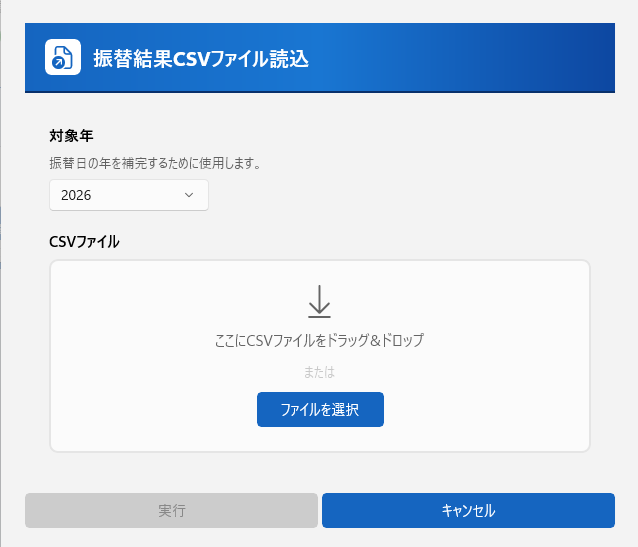 振替結果CSVファイル読込
対象年
振替日の年を補完するために使用します。
2026
CSVファイル
ここにCSVファイルをドラッグ&ドロップ
または
ファイルを選択
実行
キャンセル